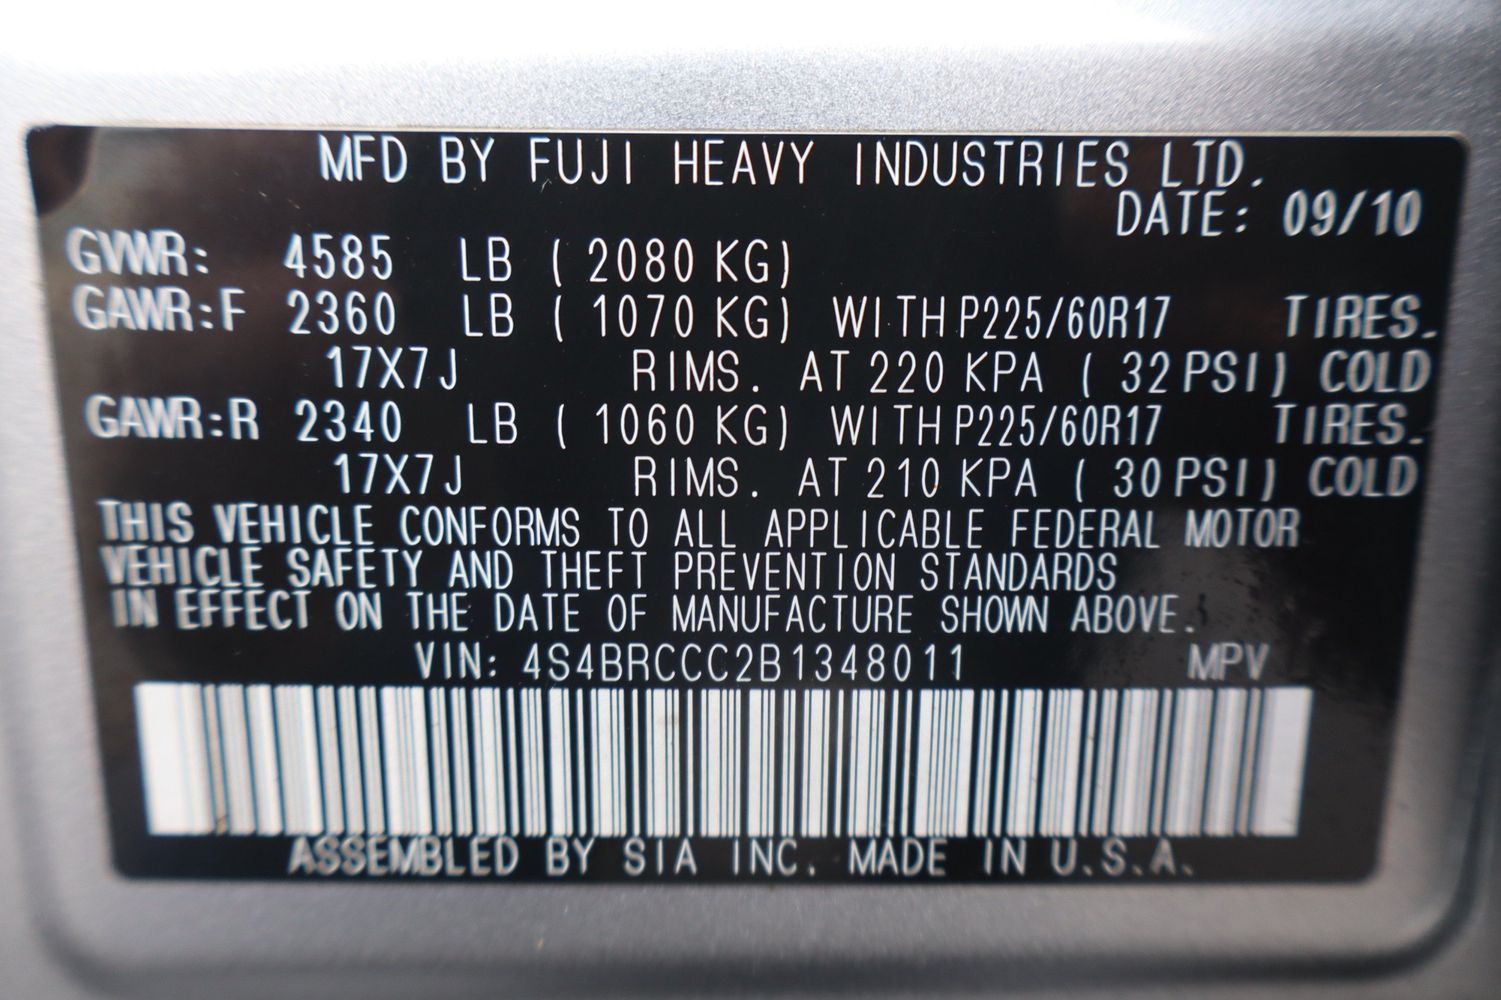 MFD BY FUJI HEAVY INDUSTRIES LTD.
DATE: 09/10
GVWR: 4585 LB ( 2080 KG)
GAWR:F 2360 LB ( 1070 KG) WITH P225/60R17 TIRES.
17X7J RIMS. AT 220 KPA ( 32 PSI) COLD
GAWR:R 2340 LB ( 1060 KG) WITH P225/60R17 TIRES.
17X7J RIMS. AT 210 KPA ( 30 PSI) COLD
THIS VEHICLE CONFORMS TO ALL APPLICABLE FEDERAL MOTOR
VEHICLE SAFETY AND THEFT PREVENTION STANDARDS
IN EFFECT ON THE DATE OF MANUFACTURE SHOWN ABOVE.
VIN: 4S4BRCCC2B1348011 MPV
ASSEMBLED BY SIA INC. MADE IN U.S.A.